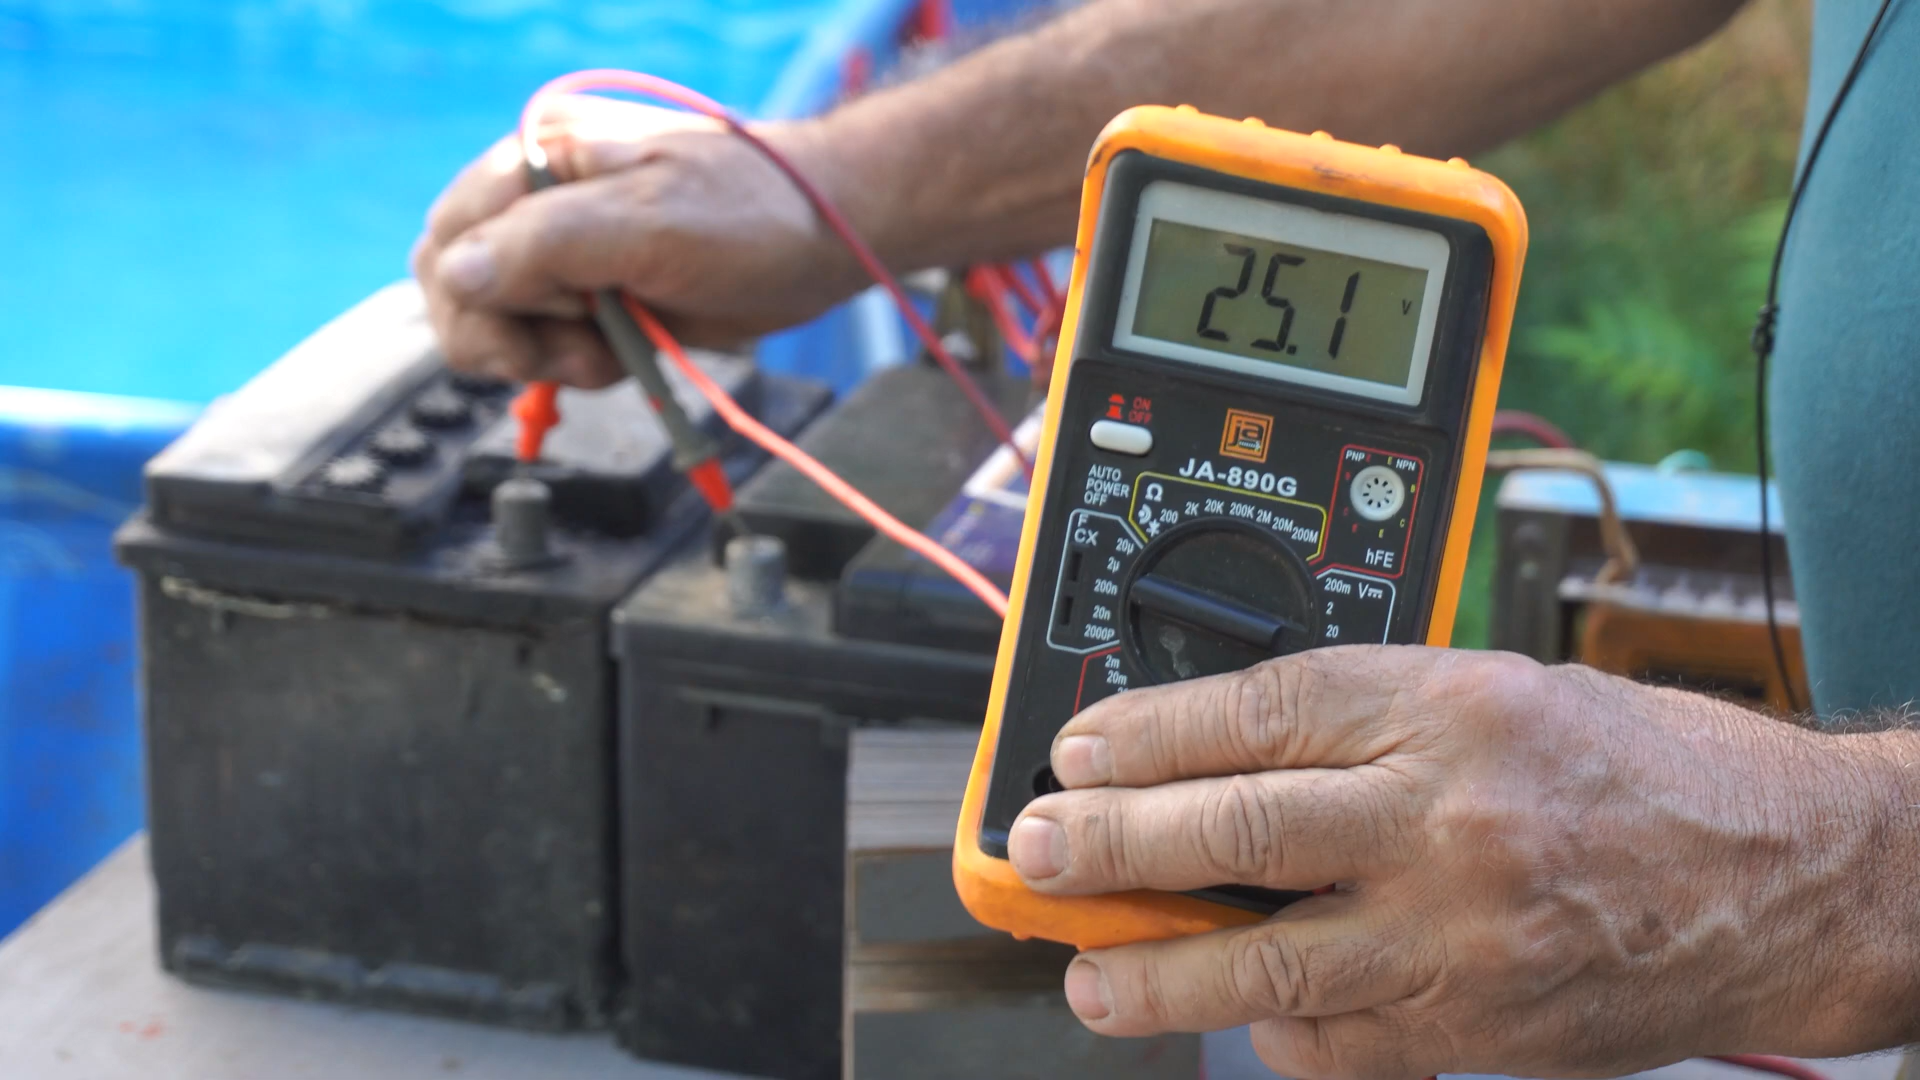 25.1 V
ON
OFF
ja
JA-890G
AUTO
POWER
OFF
PNP E NPN
Ω
200 2K 20K 200K 2M 20M 200M
F
CX
20μ
2μ
200n
20n
2000P
hFE
200m V
2
20
2m
20m